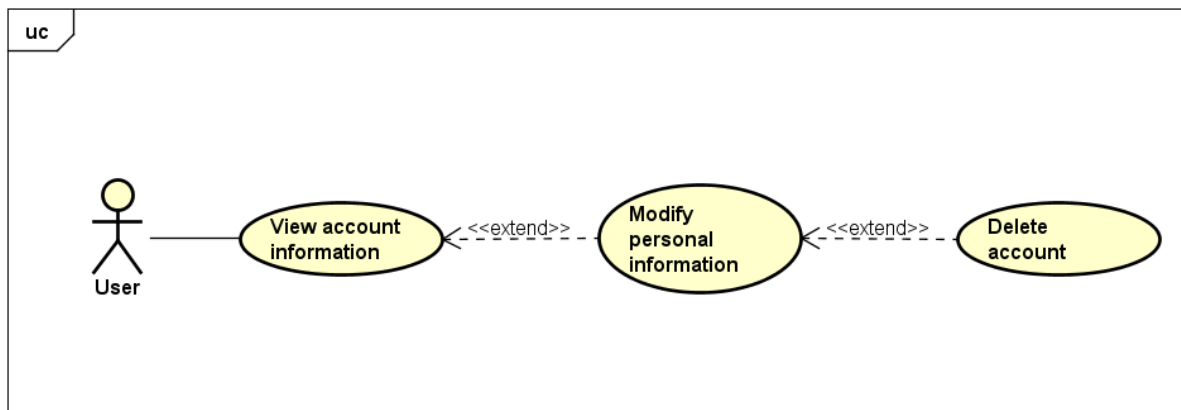 uc
User
View account
information
<<extend>>
Modify
personal
information
<<extend>>
Delete
account